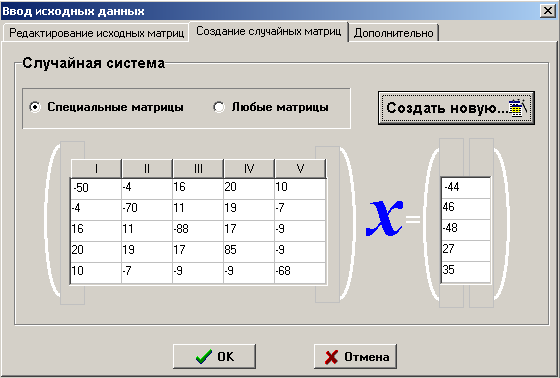 Ввод исходных данных
Редактирование исходных матриц Создание случайных матриц Дополнительно
Случайная система
Специальные матрицы Любые матрицы Создать новую...
I II III IV V
-50 -4 16 20 10 -44
-4 -70 11 19 -7 46
16 11 -88 17 -9 -48
20 19 17 85 -9 27
10 -7 -9 -9 -68 35
x =
OK Отмена